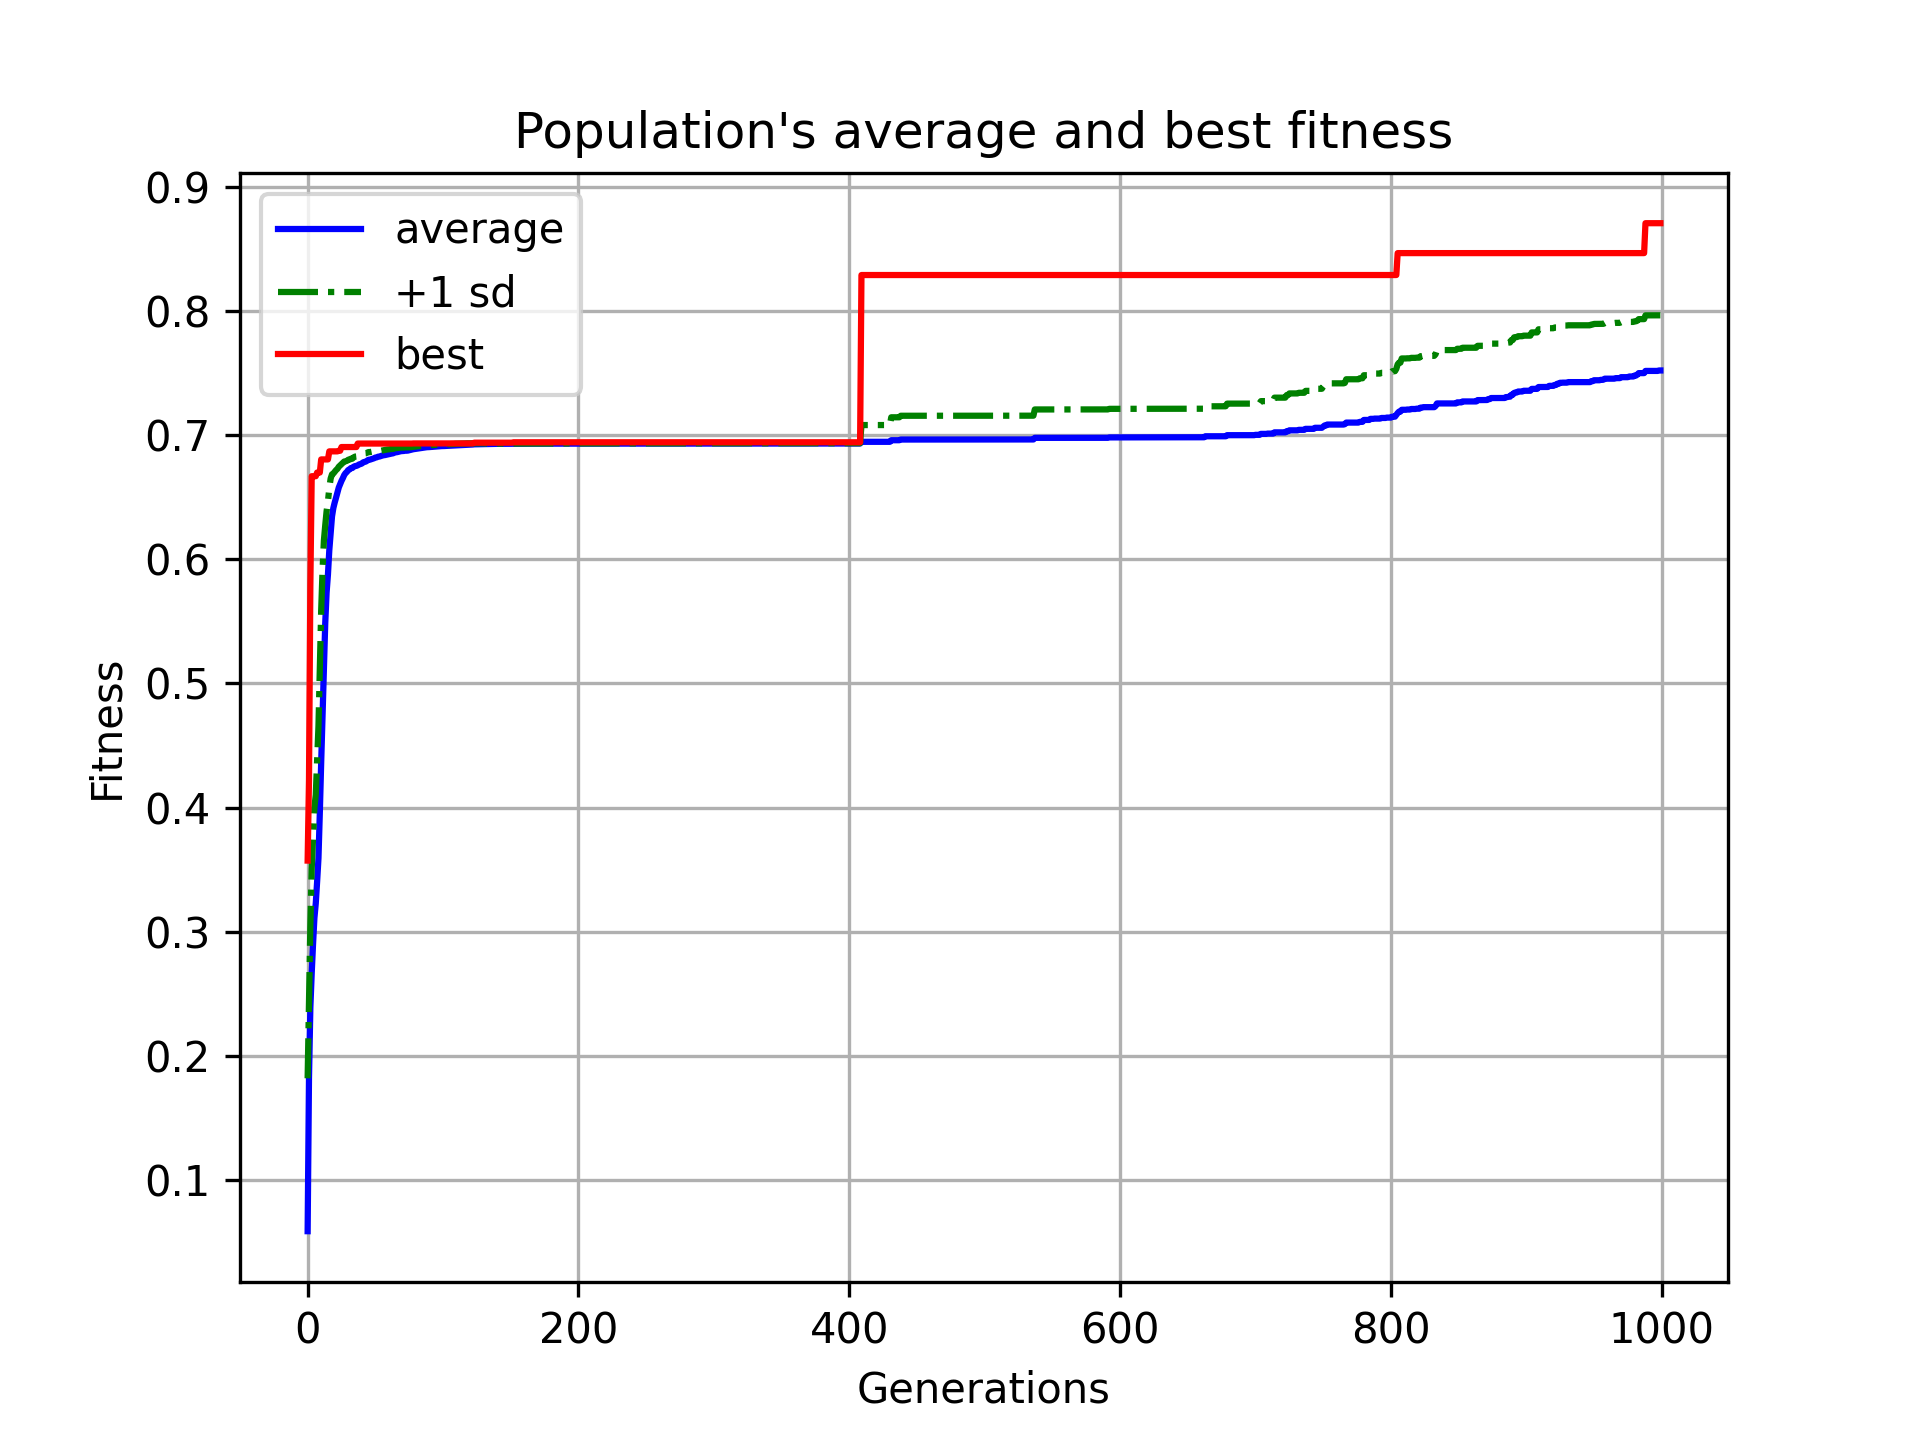 Population's average and best fitness
0.9
0.8
0.7
0.6
0.5
0.4
0.3
0.2
0.1
Fitness
average
+1 sd
best
0 200 400 600 800 1000
Generations